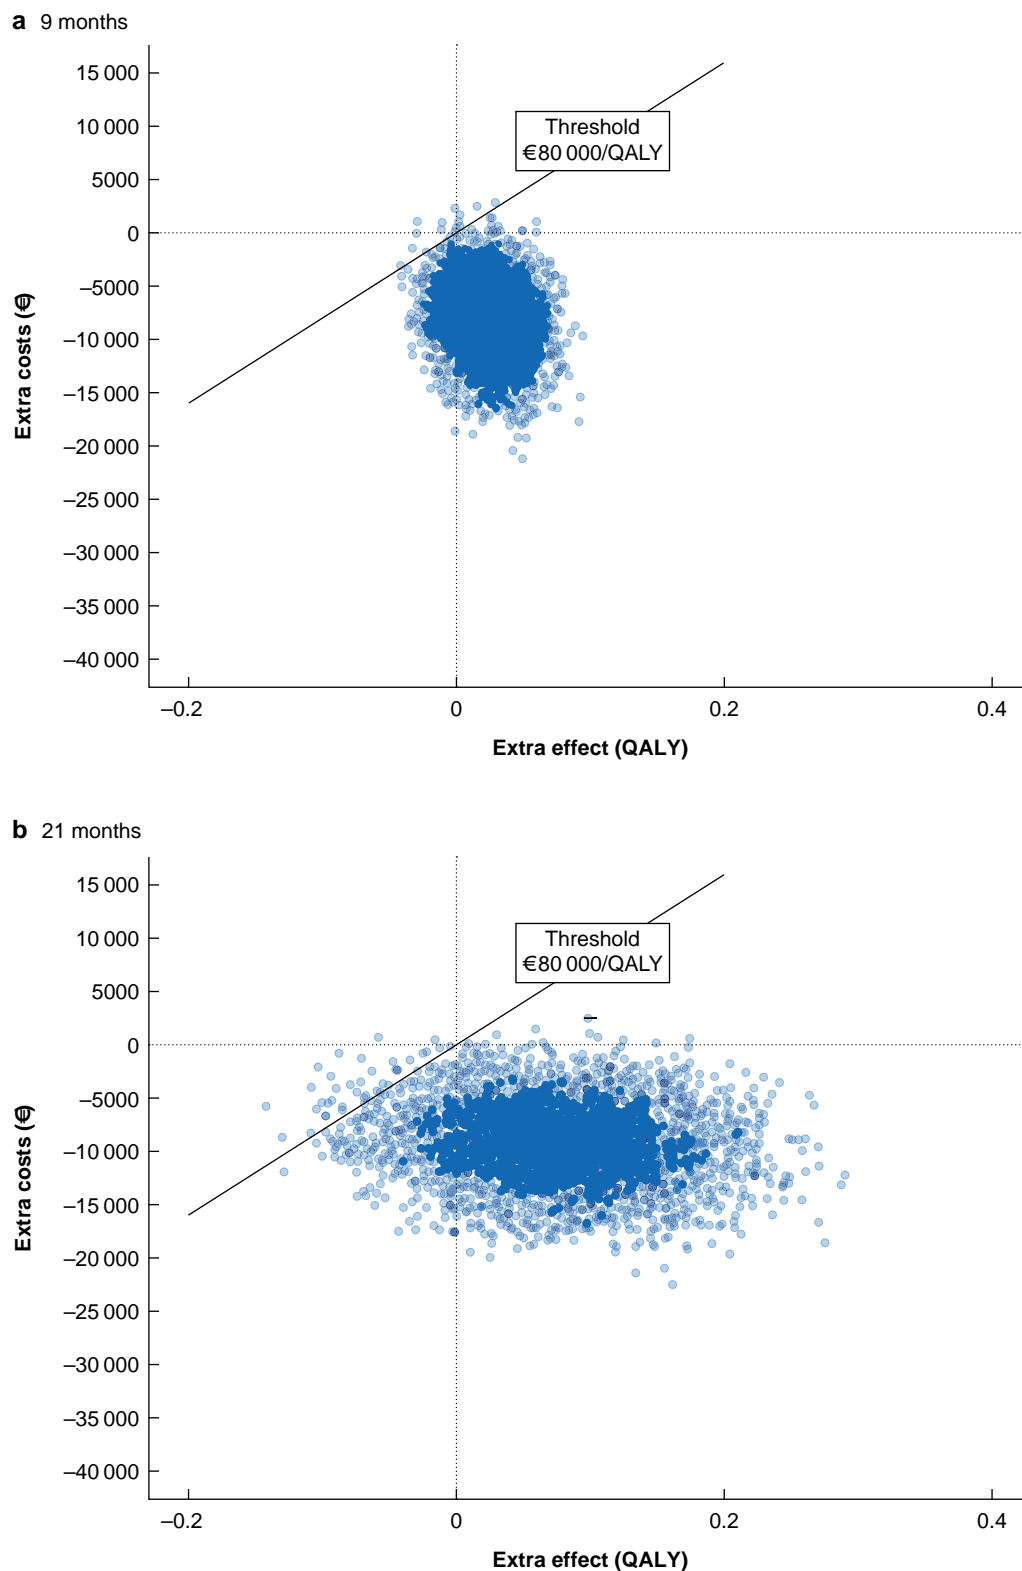 a 9 months
15 000
10 000
5000
0
–5000
–10 000
–15 000
–20 000
–25 000
–30 000
–35 000
–40 000
Extra costs (€)
Threshold
€80 000/QALY
–0.2 0 0.2 0.4
Extra effect (QALY)
b 21 months
15 000
10 000
5000
0
–5000
–10 000
–15 000
–20 000
–25 000
–30 000
–35 000
–40 000
Extra costs (€)
Threshold
€80 000/QALY
–0.2 0 0.2 0.4
Extra effect (QALY)